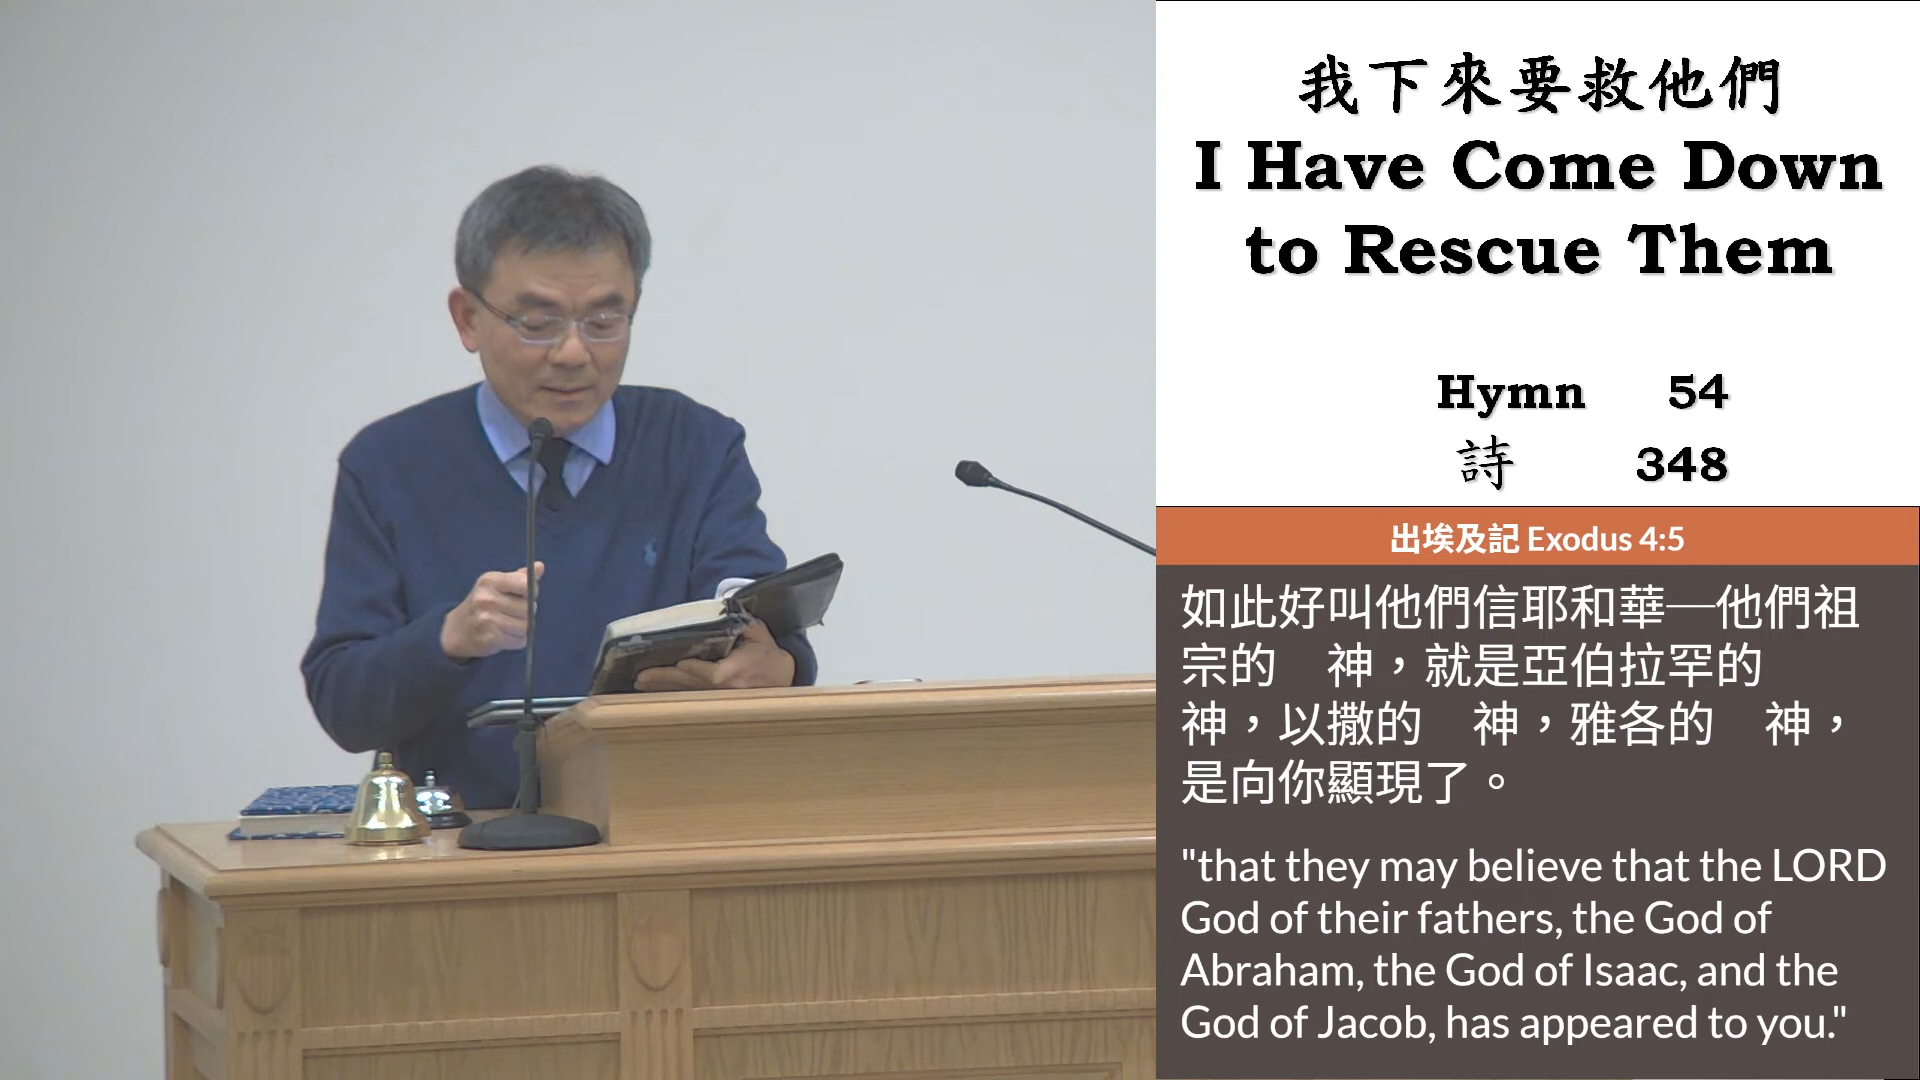 我下來要救他們
I Have Come Down
to Rescue Them
Hymn 54
詩 348
出埃及記 Exodus 4:5
如此好叫他們信耶和華─他們祖
宗的　神，就是亞伯拉罕的
神，以撒的　神，雅各的　神，
是向你顯現了。
"that they may believe that the LORD
God of their fathers, the God of
Abraham, the God of Isaac, and the
God of Jacob, has appeared to you."